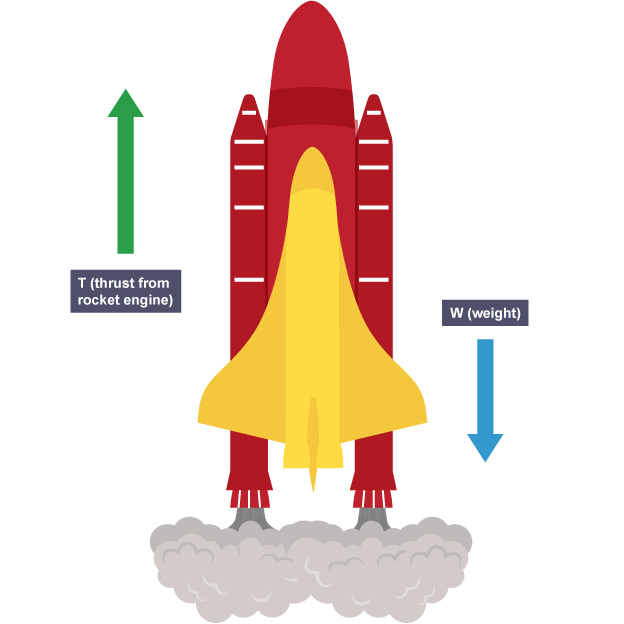 T (thrust from
rocket engine)
W (weight)